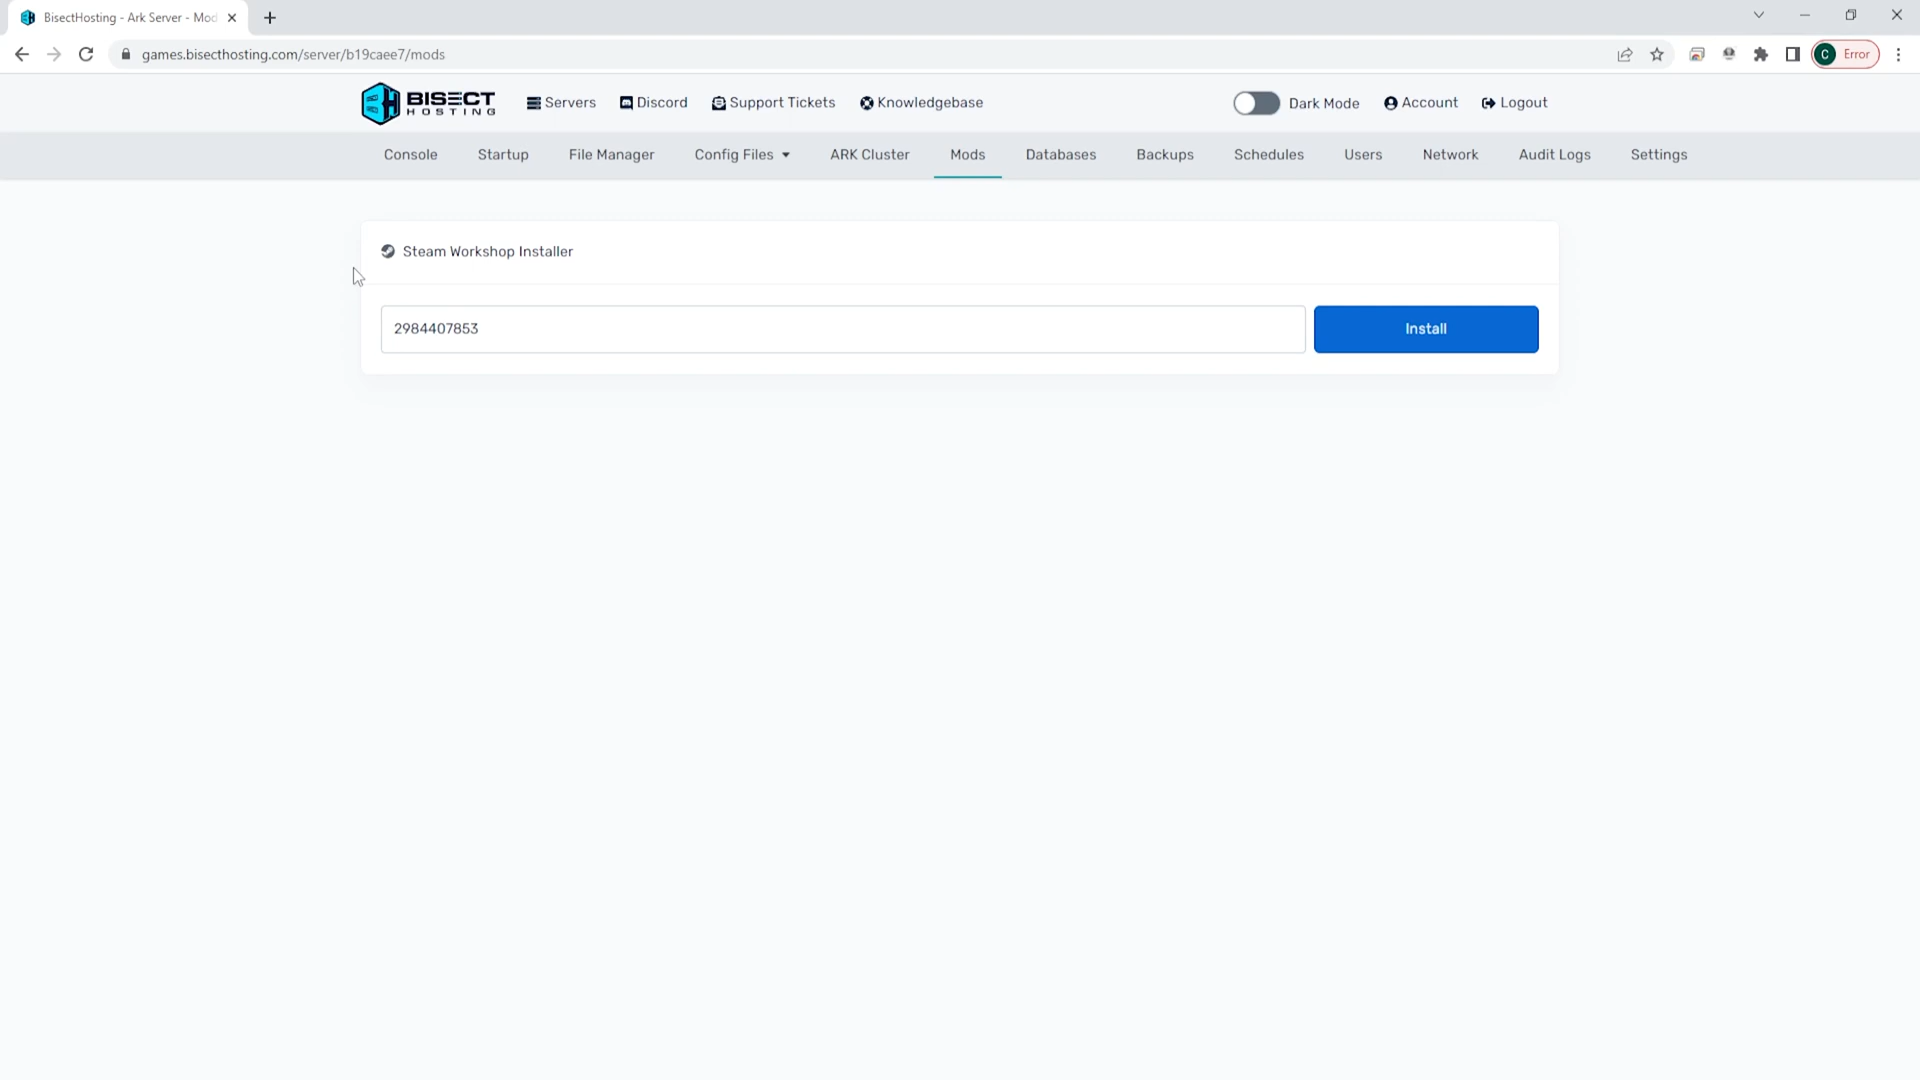 BisectHosting - Ark Server - Mod
games.bisecthosting.com/server/b19caee7/mods
C Error
BISECT HOSTING
Servers Discord Support Tickets Knowledgebase Dark Mode Account Logout
Console Startup File Manager Config Files ARK Cluster Mods Databases Backups Schedules Users Network Audit Logs Settings
Steam Workshop Installer
2984407853 Install